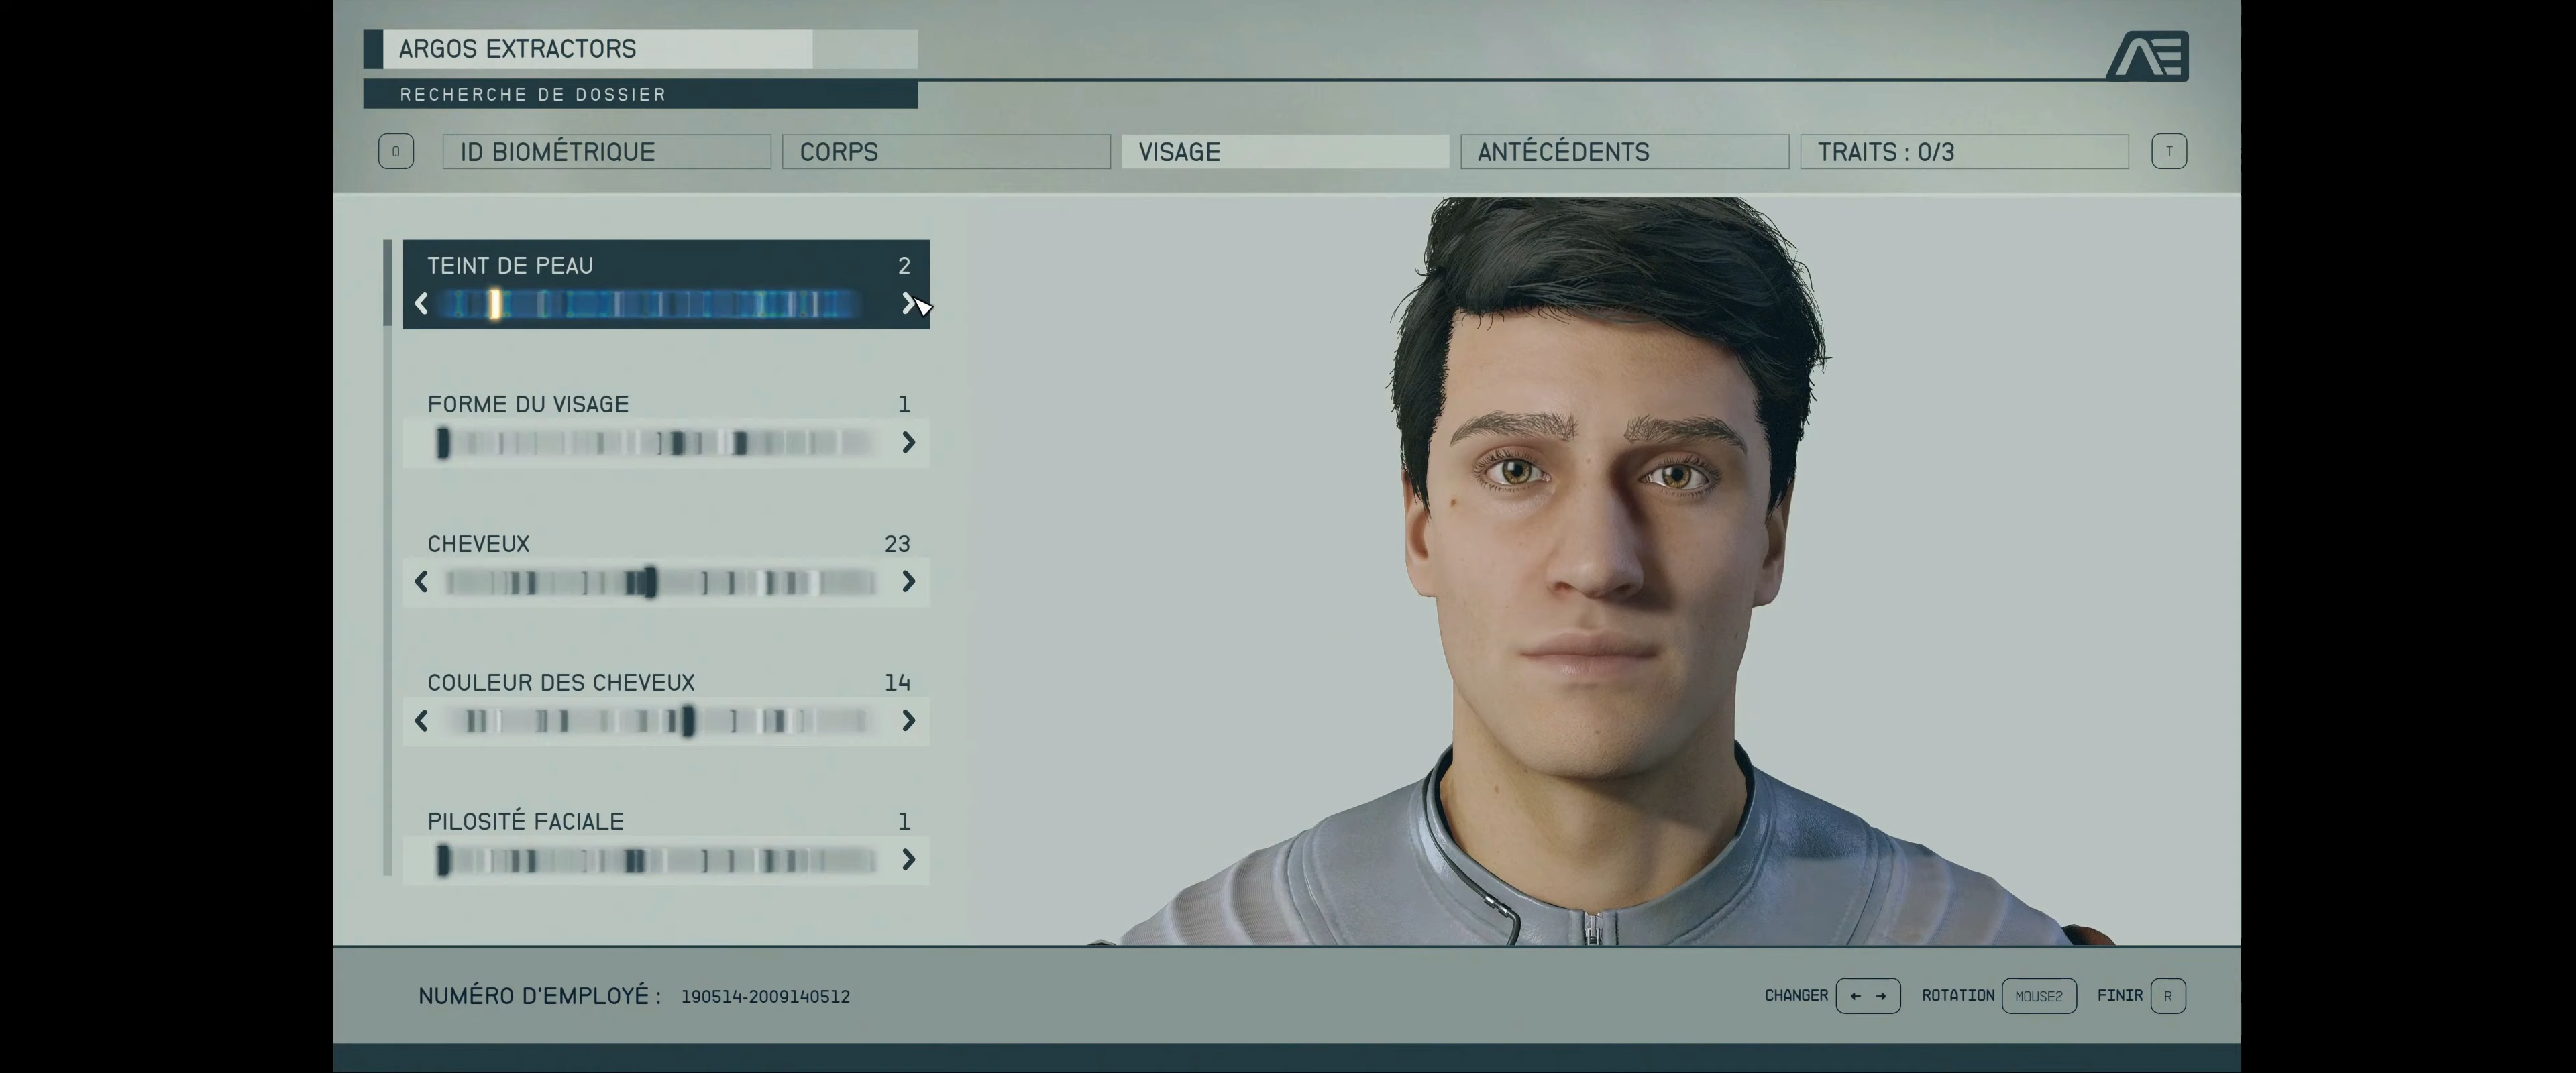 ARGOS EXTRACTORS
RECHERCHE DE DOSSIER
Q ID BIOMÉTRIQUE CORPS VISAGE ANTÉCÉDENTS TRAITS : 0/3 T
TEINT DE PEAU 2
FORME DU VISAGE 1
CHEVEUX 23
COULEUR DES CHEVEUX 14
PILOSITÉ FACIALE 1
NUMÉRO D'EMPLOYÉ : 190514-2009140512
CHANGER ← → ROTATION MOUSE2 FINIR R